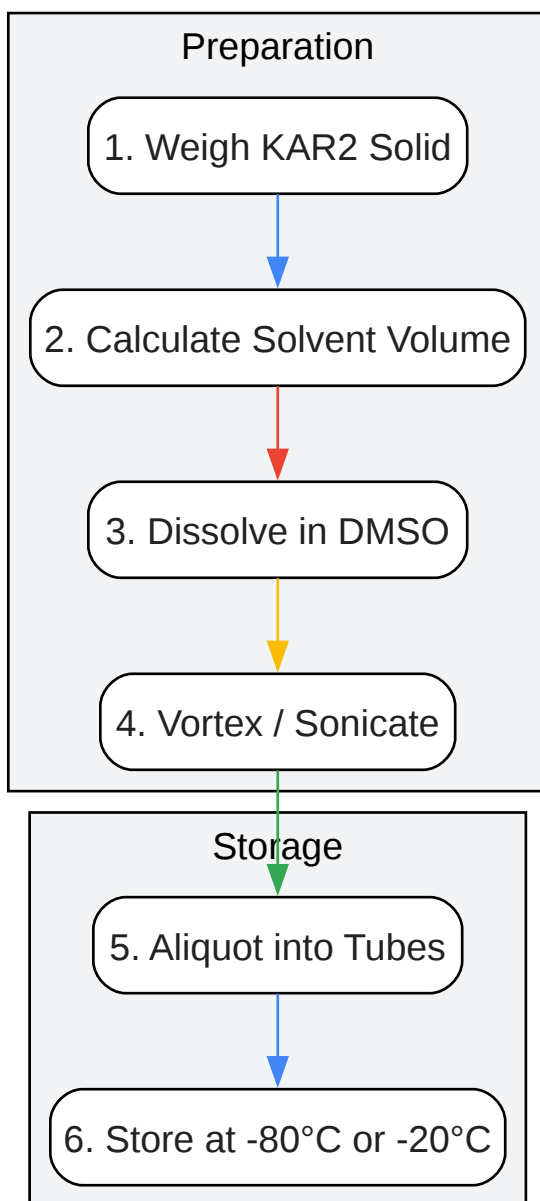 Preparation
1. Weigh KAR2 Solid
2. Calculate Solvent Volume
3. Dissolve in DMSO
4. Vortex / Sonicate
Storage
5. Aliquot into Tubes
6. Store at -80°C or -20°C